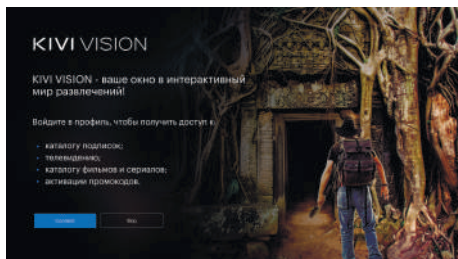 KIVI VISION
KIVI VISION - ваше окно в интерактивный
мир развлечений!
Войдите в профиль, чтобы получить доступ к:
- каталогу подписок;
- телевидению;
- каталогу фильмов и сериалов;
- активации промокодов.